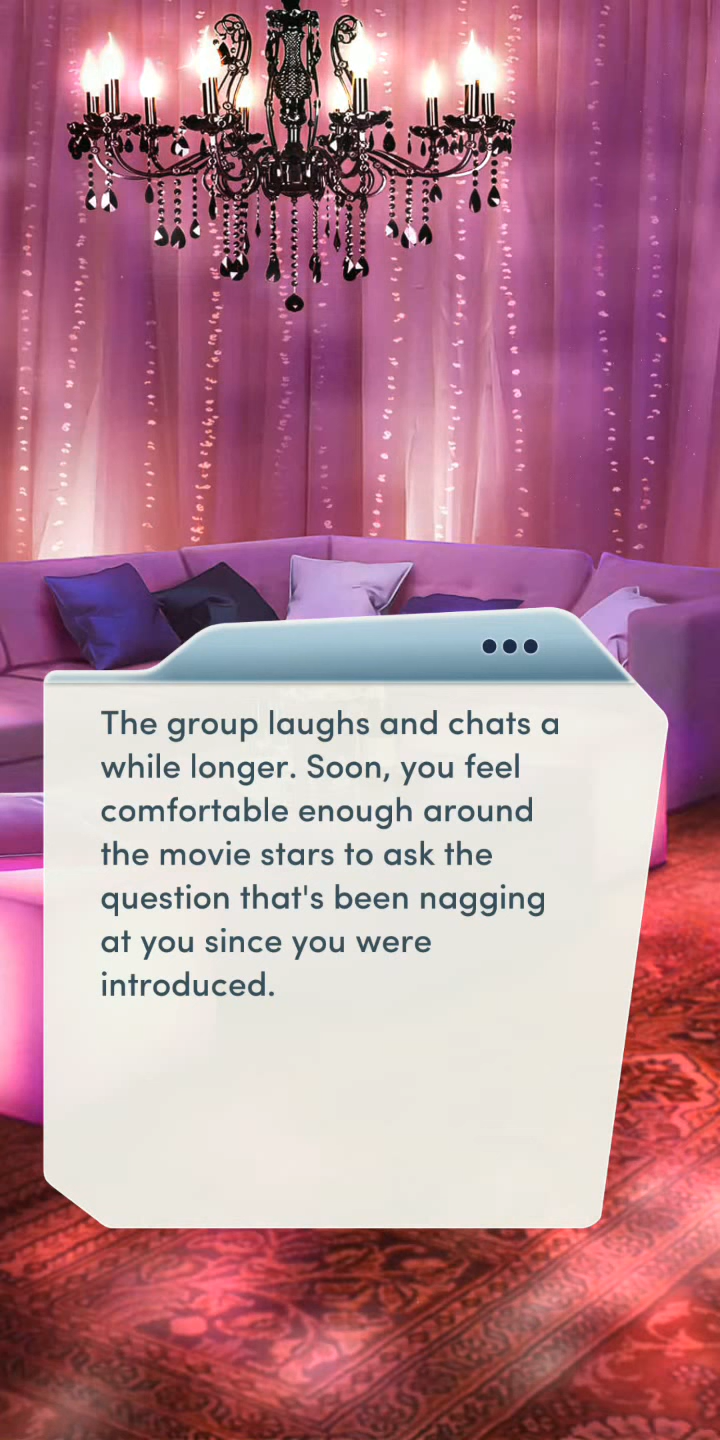 The group laughs and chats a
while longer. Soon, you feel
comfortable enough around
the movie stars to ask the
question that's been nagging
at you since you were
introduced.